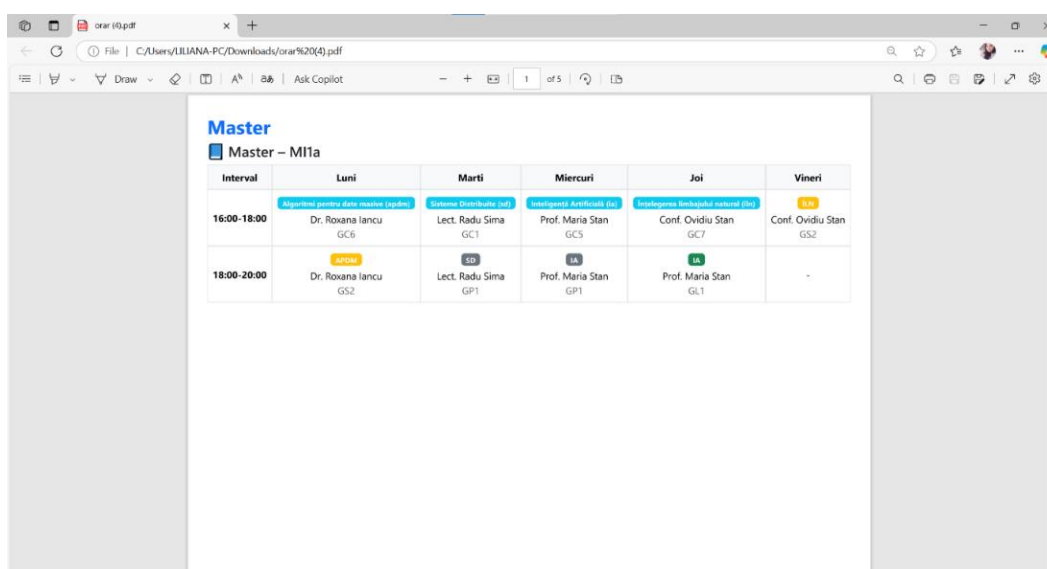 orar (4).pdf
File | C:/Users/LILIANA-PC/Downloads/orar%20(4).pdf
Draw
Ask Copilot
1 of 5
Master
Master – MI1a
Interval Luni Marti Miercuri Joi Vineri
Algoritmi pentru date masive (apdm) Sisteme Distribuite (sd) Inteligență Artificială (ia) Înțelegerea limbajului natural (iln) ILN
16:00-18:00 Dr. Roxana Iancu Lect. Radu Sima Prof. Maria Stan Conf. Ovidiu Stan Conf. Ovidiu Stan
GC6 GC1 GC5 GC7 GS2
APDM SD IA IA
18:00-20:00 Dr. Roxana Iancu Lect. Radu Sima Prof. Maria Stan Prof. Maria Stan -
GS2 GP1 GP1 GL1